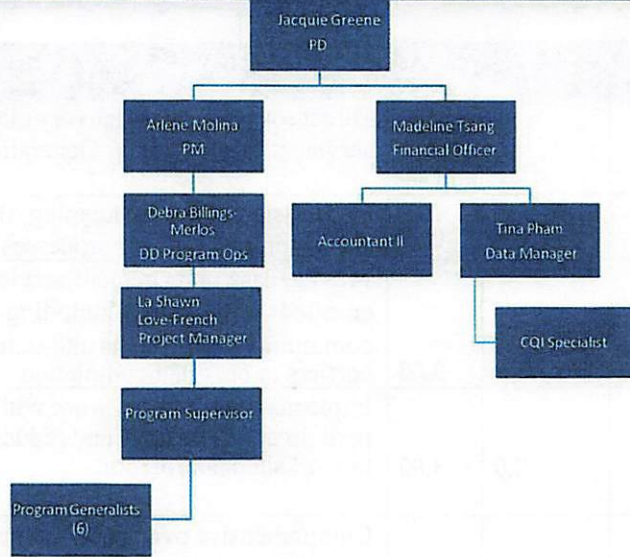 Jacquie Greene
PD
Arlene Molina
PM
Madeline Tsang
Financial Officer
Debra Billings-
Merlos
DD Program Ops
Accountant II
Tina Pham
Data Manager
La Shawn
Love-French
Project Manager
CQI Specialist
Program Supervisor
Program Generalists
(6)